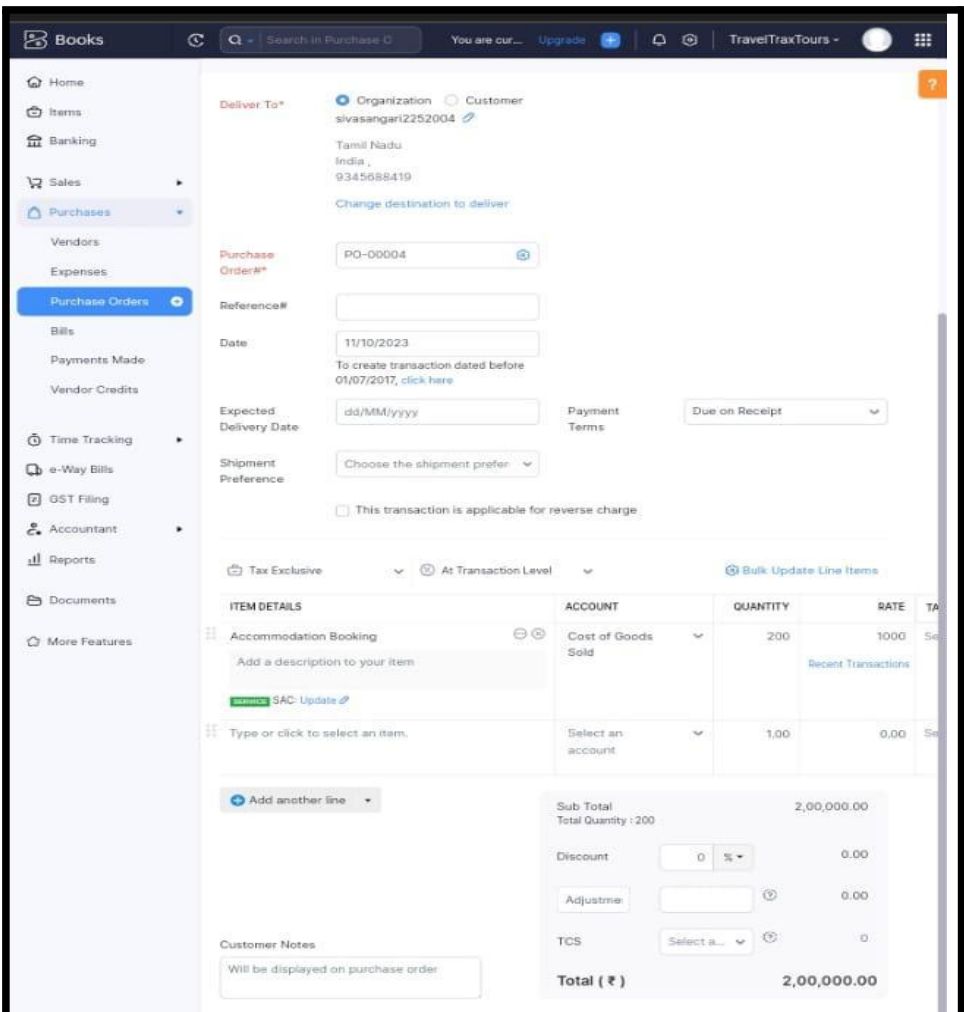 Books
Search in Purchase O
You are cur... Upgrade
TravelTraxTours
Home
Items
Banking
Sales
Purchases
Vendors
Expenses
Purchase Orders
Bills
Payments Made
Vendor Credits
Time Tracking
e-Way Bills
GST Filing
Accountant
Reports
Documents
More Features
?
Deliver To*
Organization Customer
sivasangari2252004
Tamil Nadu
India ,
9345688419
Change destination to deliver
Purchase
Order#*
PO-00004
Reference#
Date
11/10/2023
To create transaction dated before
01/07/2017, click here
Expected
Delivery Date
dd/MM/yyyy
Payment
Terms
Due on Receipt
Shipment
Preference
Choose the shipment prefer
This transaction is applicable for reverse charge
Tax Exclusive
At Transaction Level
Bulk Update Line Items
ITEM DETAILS ACCOUNT QUANTITY RATE TA
Accommodation Booking
Cost of Goods
Sold
200 1000 Se
Add a description to your item
Recent Transactions
SERVICE SAC: Update
Type or click to select an item.
Select an
account
1.00 0.00 Se
Add another line
Sub Total 2,00,000.00
Total Quantity : 200
Discount 0 % 0.00
Adjustme 0.00
TCS Select a... 0
Total ( ₹ ) 2,00,000.00
Customer Notes
Will be displayed on purchase order